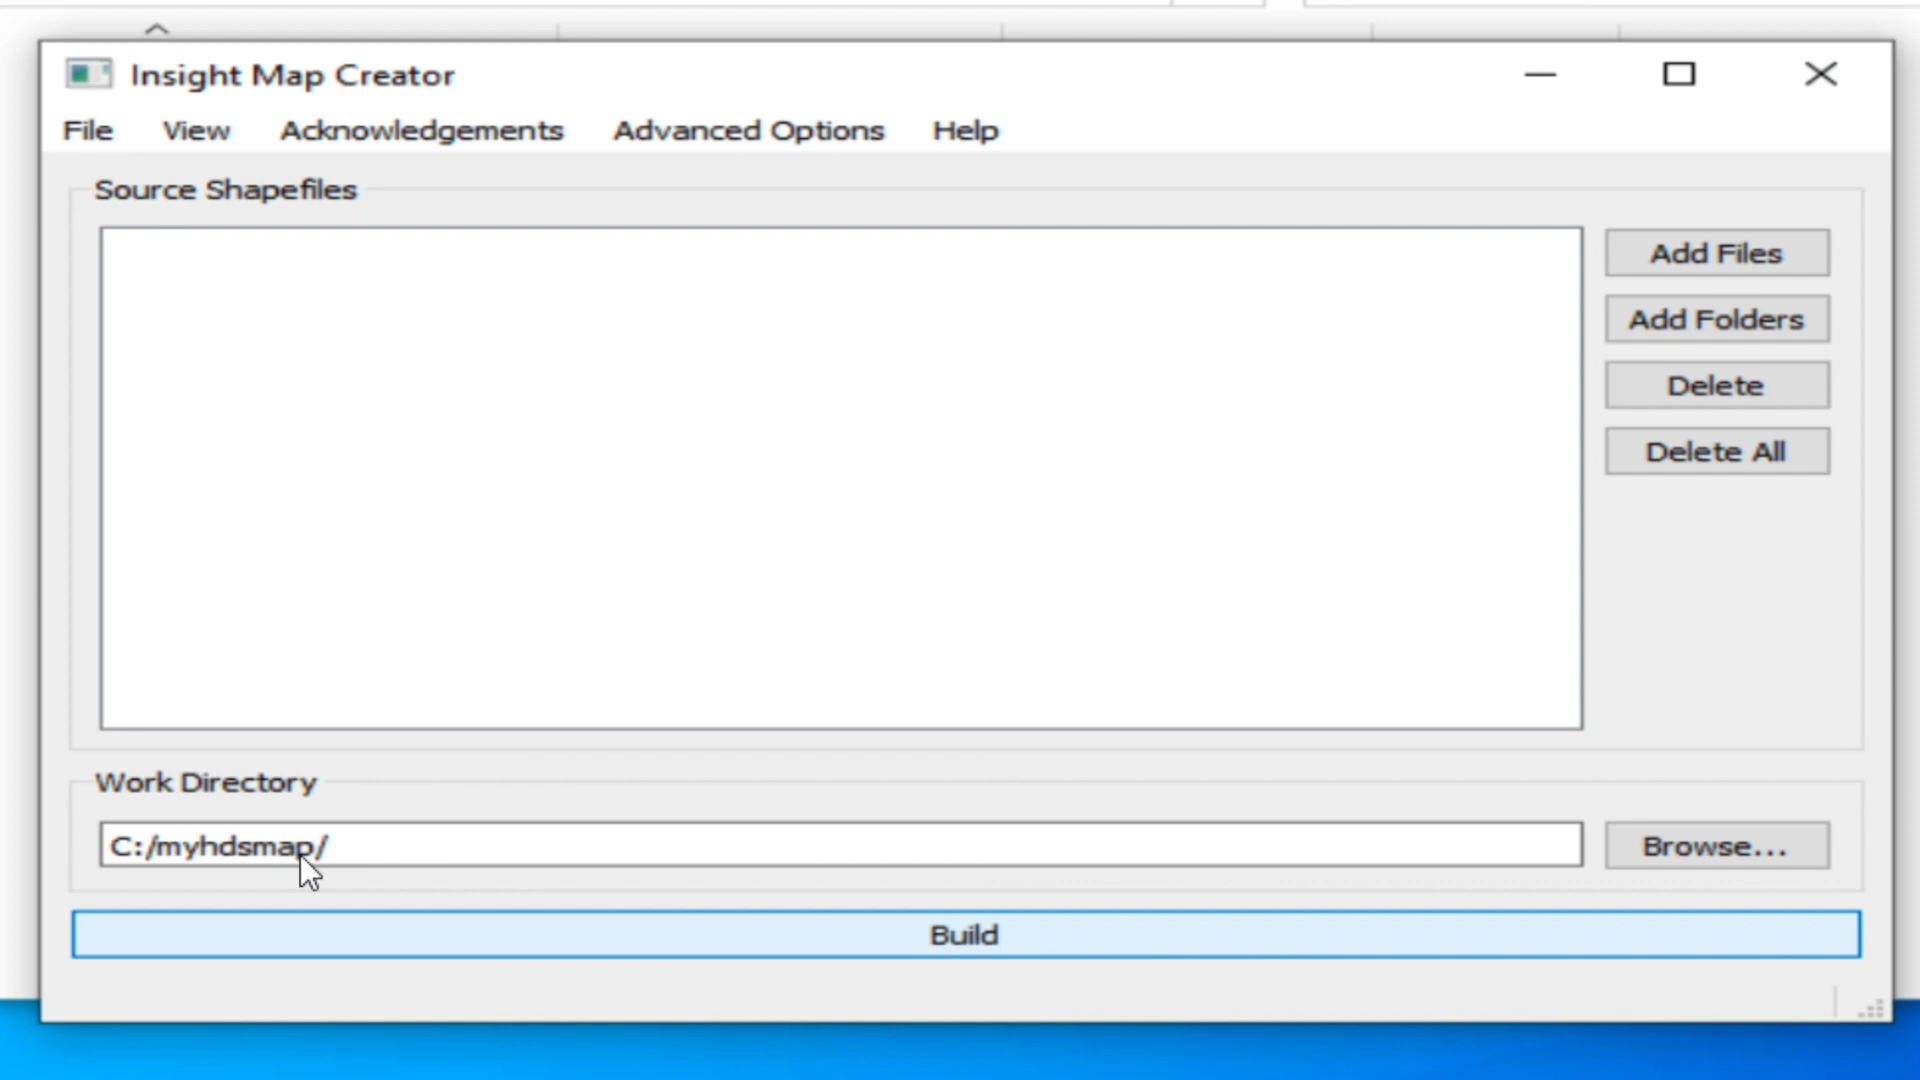 Insight Map Creator
File View Acknowledgements Advanced Options Help
Source Shapefiles
Add Files
Add Folders
Delete
Delete All
Work Directory
C:/myhdsmap/
Browse...
Build